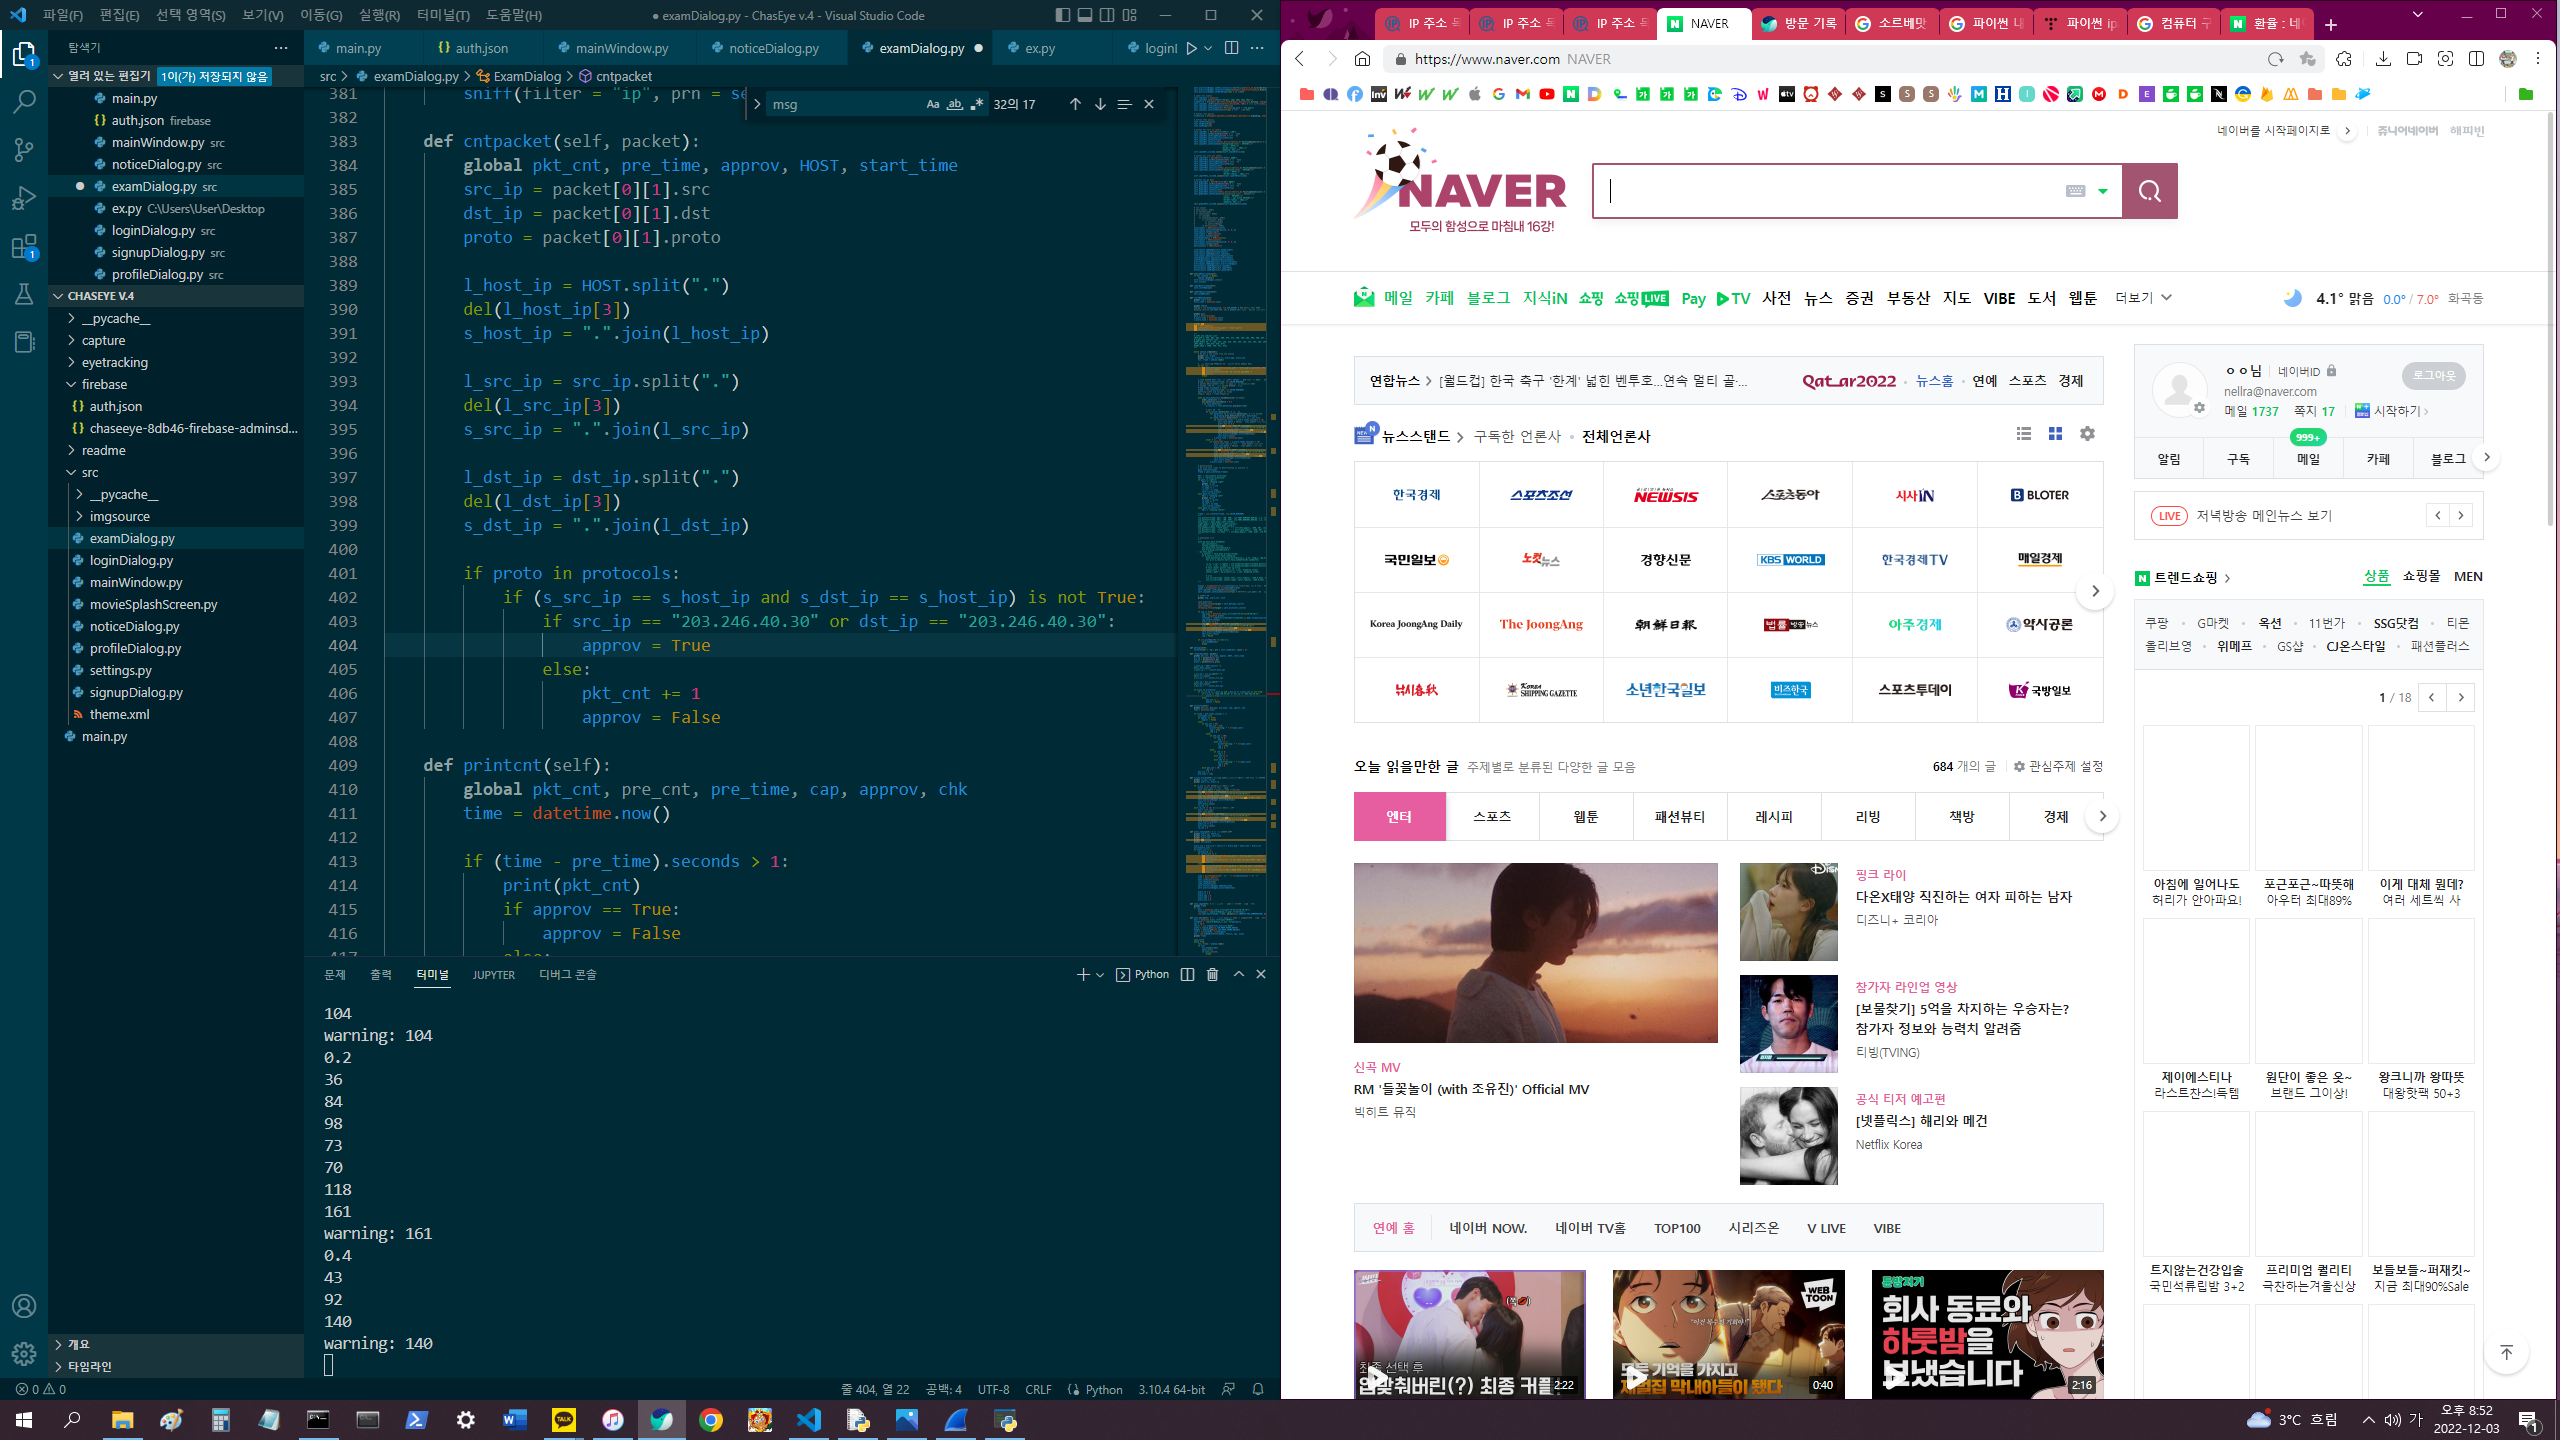 파일(F) 편집(E) 선택 영역(S) 보기(V) 이동(G) 실행(R) 터미널(T) 도움말(H)
● examDialog.py - ChasEye v.4 - Visual Studio Code
탐색기
열려 있는 편집기 1이(가) 저장되지 않음
main.py
auth.json firebase
mainWindow.py src
noticeDialog.py src
examDialog.py src
ex.py C:\Users\User\Desktop
loginDialog.py src
signupDialog.py src
profileDialog.py src
CHASEYE V.4
__pycache__
capture
eyetracking
firebase
auth.json
chaseeye-8db46-firebase-adminsd...
readme
src
__pycache__
imgsource
examDialog.py
loginDialog.py
mainWindow.py
movieSplashScreen.py
noticeDialog.py
profileDialog.py
settings.py
signupDialog.py
theme.xml
main.py
개요
타임라인
main.py auth.json mainWindow.py noticeDialog.py examDialog.py ex.py loginI
src > examDialog.py > ExamDialog > cntpacket
msg Aa ab 32의 17
381 sniff(filter = "ip", prn = se
382
383 def cntpacket(self, packet):
384 global pkt_cnt, pre_time, approv, HOST, start_time
385 src_ip = packet[0][1].src
386 dst_ip = packet[0][1].dst
387 proto = packet[0][1].proto
388
389 l_host_ip = HOST.split(".")
390 del(l_host_ip[3])
391 s_host_ip = ".".join(l_host_ip)
392
393 l_src_ip = src_ip.split(".")
394 del(l_src_ip[3])
395 s_src_ip = ".".join(l_src_ip)
396
397 l_dst_ip = dst_ip.split(".")
398 del(l_dst_ip[3])
399 s_dst_ip = ".".join(l_dst_ip)
400
401 if proto in protocols:
402 if (s_src_ip == s_host_ip and s_dst_ip == s_host_ip) is not True:
403 if src_ip == "203.246.40.30" or dst_ip == "203.246.40.30":
404 approv = True
405 else:
406 pkt_cnt += 1
407 approv = False
408
409 def printcnt(self):
410 global pkt_cnt, pre_cnt, pre_time, cap, approv, chk
411 time = datetime.now()
412
413 if (time - pre_time).seconds > 1:
414 print(pkt_cnt)
415 if approv == True:
416 approv = False
417 else:
문제 출력 터미널 JUPYTER 디버그 콘솔 Python
104
warning: 104
0.2
36
84
98
73
70
118
161
warning: 161
0.4
43
92
140
warning: 140
0 0 줄 404, 열 22 공백: 4 UTF-8 CRLF Python 3.10.4 64-bit
IP 주소 IP 주소 IP 주소 NAVER 방문 기록 소르베맛 파이썬 내 파이썬 ip 컴퓨터 구 환율 : 네이
https://www.naver.com NAVER
네이버를 시작페이지로 쥬니어네이버 해피빈
NAVER
모두의 함성으로 마침내 16강!
메일 카페 블로그 지식iN 쇼핑 쇼핑LIVE Pay TV 사전 뉴스 증권 부동산 지도 VIBE 도서 웹툰 더보기
4.1° 맑음 0.0° / 7.0° 화곡동
연합뉴스 > [월드컵] 한국 축구 '한계' 넓힌 벤투호…연속 멀티 골·... Qatar2022 뉴스홈 연예 스포츠 경제
뉴스스탠드 > 구독한 언론사 전체언론사
한국경제 스포츠조선 NEWSIS 스포츠동아 시사IN BLOTER
국민일보 노컷뉴스 경향신문 KBS WORLD 한국경제TV 매일경제
Korea JoongAng Daily The JoongAng 朝鮮日報 법률방송뉴스 아주경제 약사공론
낚시춘추 Korea SHIPPING GAZETTE 소년한국일보 비즈한국 스포츠투데이 국방일보
ㅇㅇ님 네이버ID
로그아웃
nellra@naver.com
메일 1737 쪽지 17 시작하기
999+
알림 구독 메일 카페 블로그
LIVE 저녁방송 메인뉴스 보기
트렌드쇼핑 > 상품 쇼핑몰 MEN
쿠팡 G마켓 옥션 11번가 SSG닷컴 티몬
올리브영 위메프 GS샵 CJ온스타일 패션플러스
1 / 18
아침에 일어나도 포근포근~따뜻해 이게 대체 뭔데?
허리가 안아파요! 아우터 최대89% 여러 세트씩 사
제이에스티나 원단이 좋은 옷~ 왕크니까 왕따뜻
라스트찬스!득템 브랜드 그이상! 대왕핫팩 50+3
트지않는건강입술 프리미엄 퀄리티 보들보들~퍼재킷~
국민석류립밤 3+2 극찬하는겨울신상 지금 최대90%Sale
오늘 읽을만한 글 주제별로 분류된 다양한 글 모음 684 개의 글 관심주제 설정
엔터 스포츠 웹툰 패션뷰티 레시피 리빙 책방 경제
신곡 MV
RM '들꽃놀이 (with 조유진)' Official MV
빅히트 뮤직
핑크 라이
다온X태양 직진하는 여자 피하는 남자
디즈니+ 코리아
참가자 라인업 영상
[보물찾기] 5억을 차지하는 우승자는?
참가자 정보와 능력치 알려줌
티빙(TVING)
공식 티저 예고편
[넷플릭스] 해리와 메건
Netflix Korea
연예 홈 네이버 NOW. 네이버 TV홈 TOP100 시리즈온 V LIVE VIBE
최종 선택 후
입맞춰버린(?) 최종 커플 2:22
WEBTOON
모든 기억을 가지고
재벌집 막내아들이 됐다 0:40
회사 동료와
하룻밤을
보냈습니다 2:16
3°C 흐림 가 오후 8:52
2022-12-03